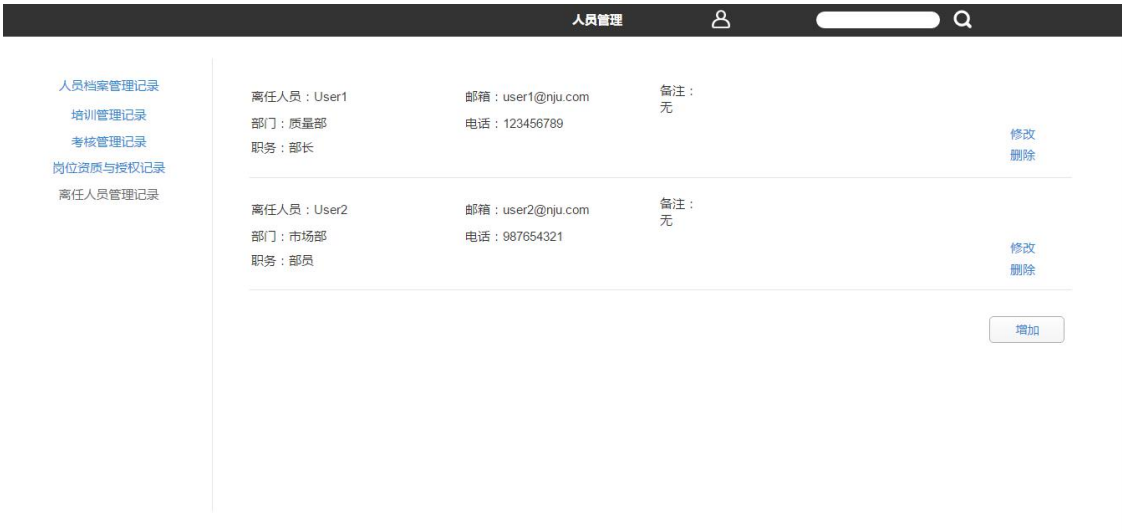 人员管理
人员档案管理记录
培训管理记录
考核管理记录
岗位资质与授权记录
离任人员管理记录
离任人员：User1
部门：质量部
职务：部长
邮箱：user1@nju.com
电话：123456789
备注：
无
修改
删除
离任人员：User2
部门：市场部
职务：部员
邮箱：user2@nju.com
电话：987654321
备注：
无
修改
删除
增加